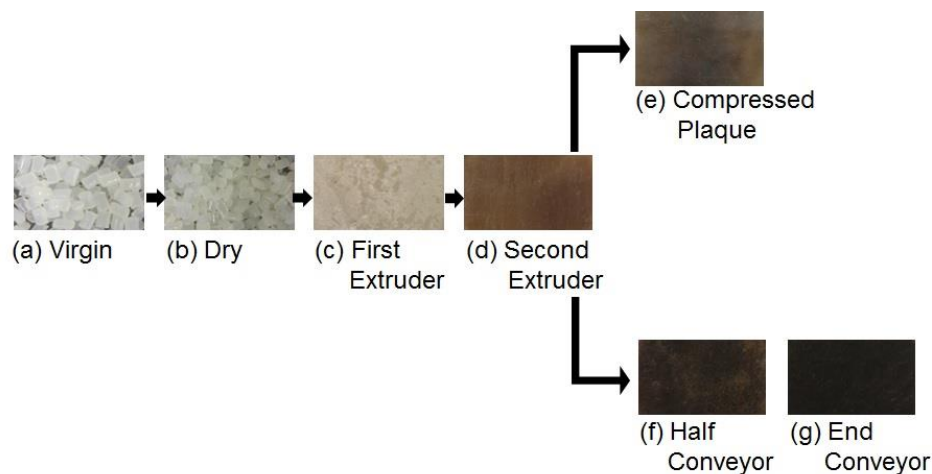 (e) Compressed
Plaque
(a) Virgin
(b) Dry
(c) First
Extruder
(d) Second
Extruder
(f) Half
Conveyor
(g) End
Conveyor